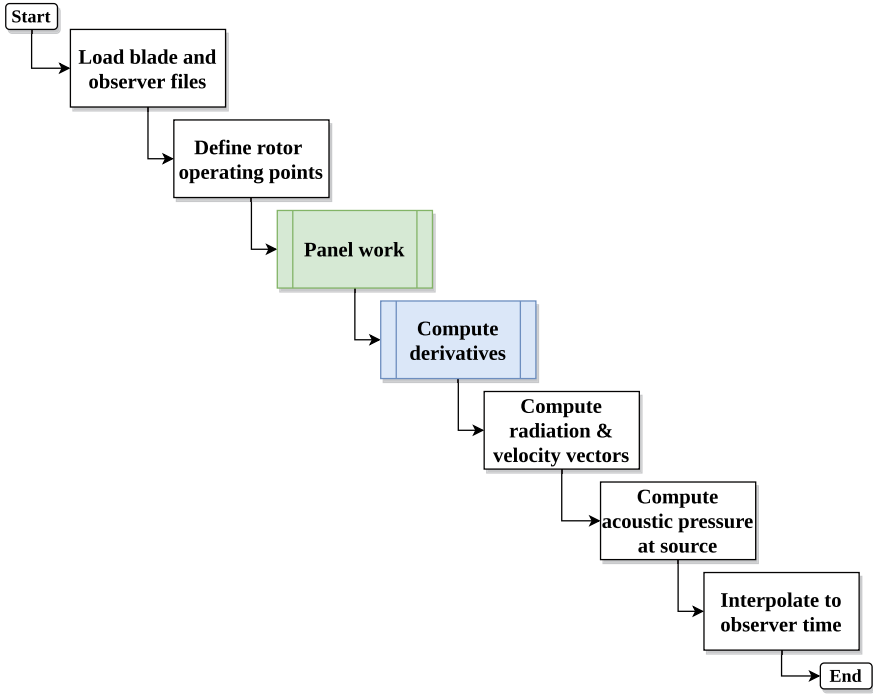 Start
Load blade and
observer files
Define rotor
operating points
Panel work
Compute
derivatives
Compute
radiation &
velocity vectors
Compute
acoustic pressure
at source
Interpolate to
observer time
End